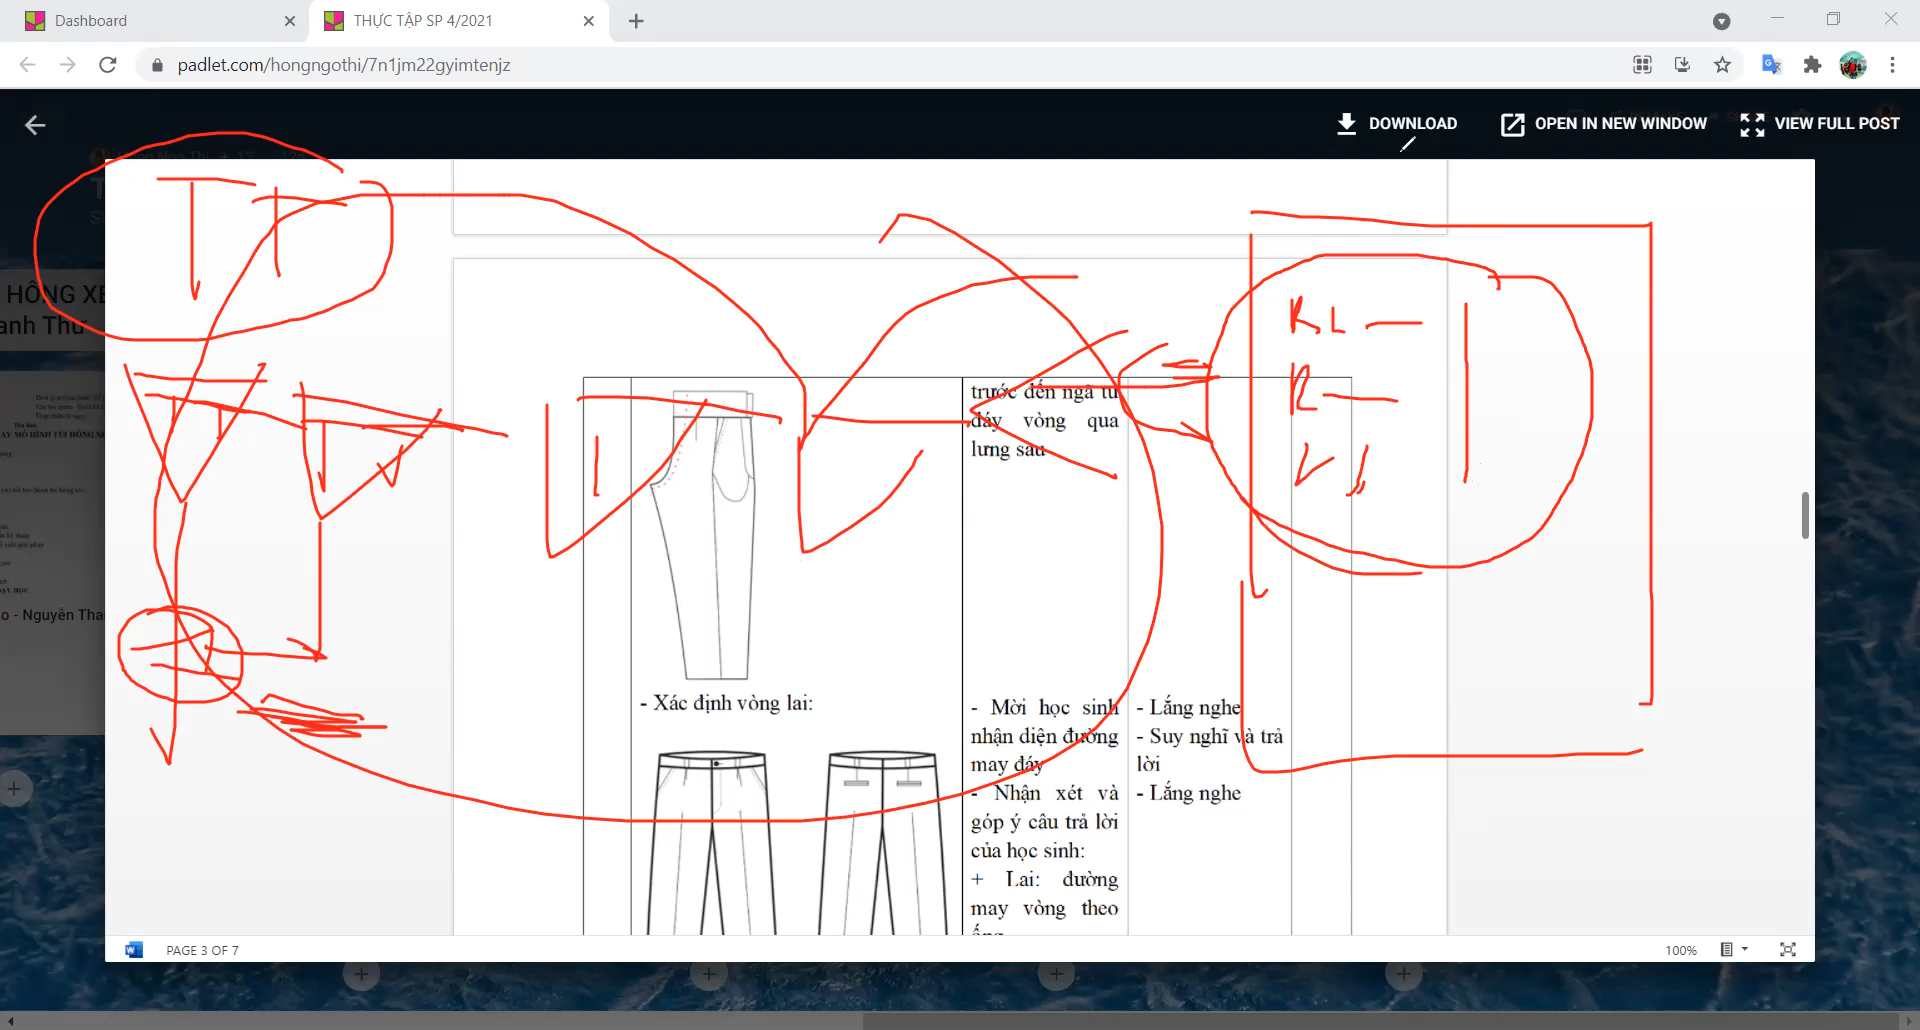 Dashboard
THỰC TẬP SP 4/2021
padlet.com/hongngothi/7n1jm22gyimtenjz
DOWNLOAD
OPEN IN NEW WINDOW
VIEW FULL POST
HỒNG XE
anh Thư
o - Nguyễn Tha
trước đến ngã tư
đáy vòng qua
lưng sau
- Xác định vòng lai:
- Mời học sinh
nhận diện đường
may đáy
- Nhận xét và
góp ý câu trả lời
của học sinh:
+ Lai: đường
may vòng theo
ống
- Lắng nghe
- Suy nghĩ và trả
lời
- Lắng nghe
PAGE 3 OF 7
100%